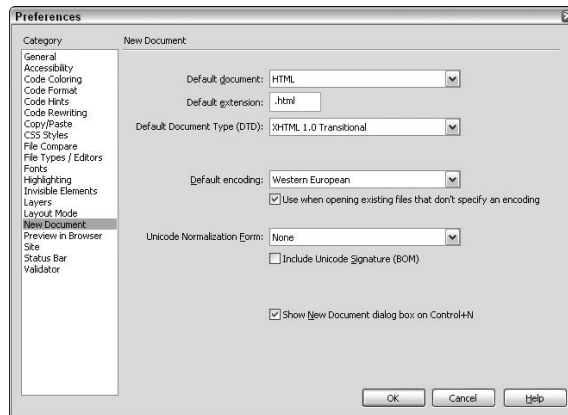 Preferences
Category
New Document
General
Accessibility
Code Coloring
Code Format
Code Hints
Code Rewriting
Copy/Paste
CSS Styles
File Compare
File Types / Editors
Fonts
Highlighting
Invisible Elements
Layers
Layout Mode
New Document
Preview in Browser
Site
Status Bar
Validator
Default document: HTML
Default extension: .html
Default Document Type (DTD): XHTML 1.0 Transitional
Default encoding: Western European
Use when opening existing files that don't specify an encoding
Unicode Normalization Form: None
Include Unicode Signature (BOM)
Show New Document dialog box on Control+N
OK Cancel Help